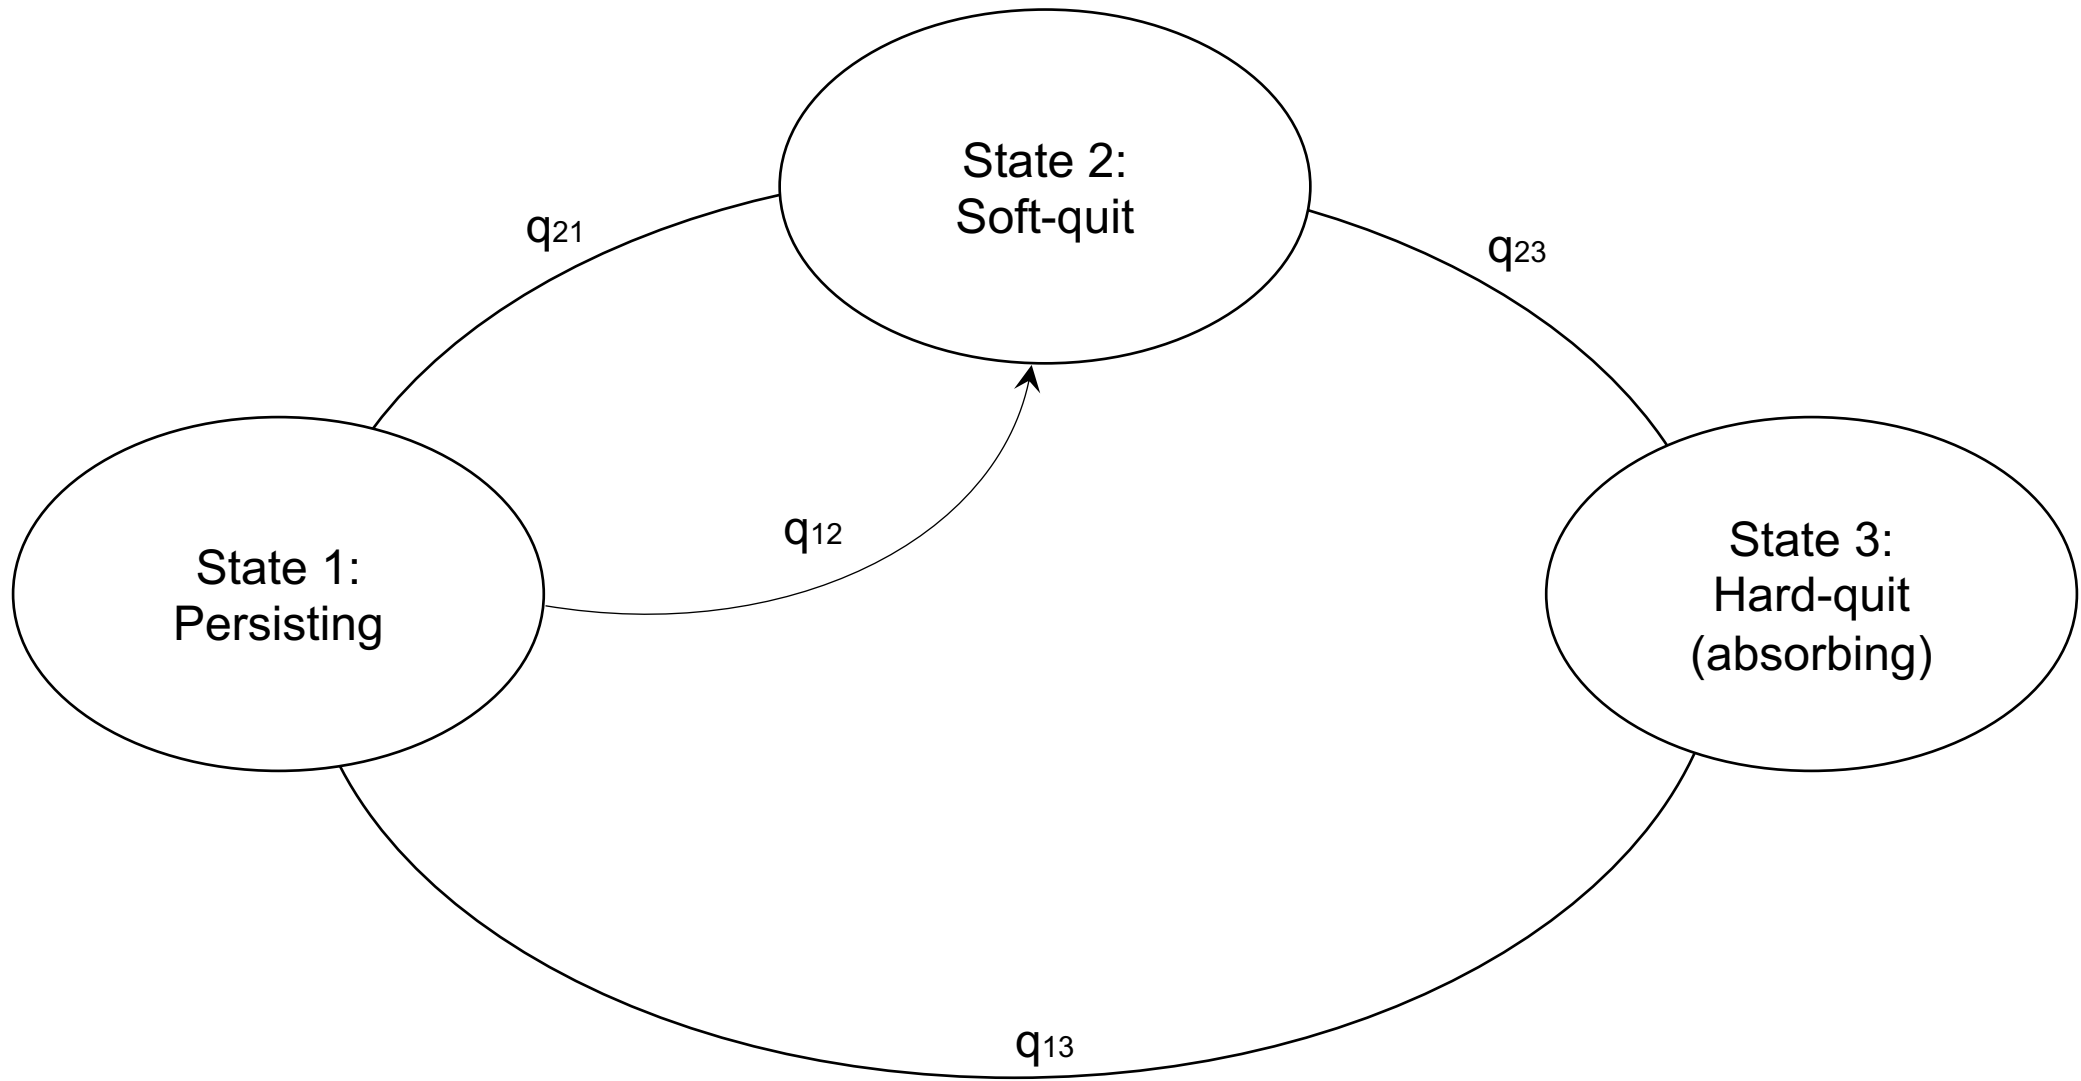 State 2:
Soft-quit
q21
q23
q12
State 1:
Persisting
State 3:
Hard-quit
(absorbing)
q13